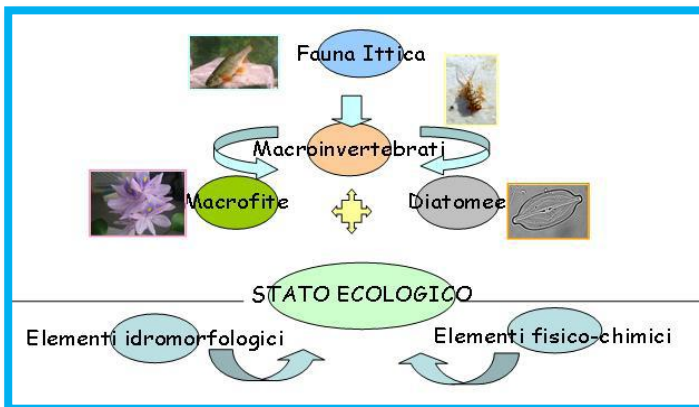 Fauna Ittica
Macroinvertebrati
Macrofite
Diatomee
STATO ECOLOGICO
Elementi idromorfologici
Elementi fisico-chimici